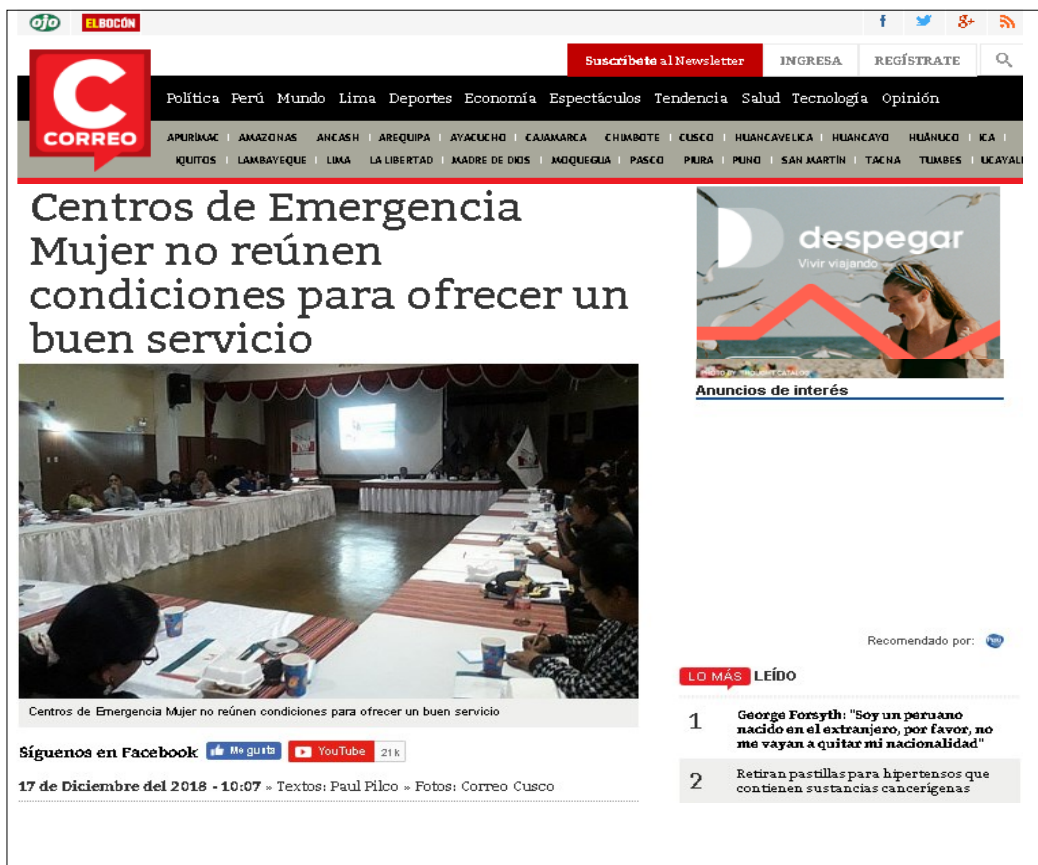 ojo ELBOCÓN
Suscríbete al Newsletter INGRESA REGÍSTRATE
C CORREO
Política Perú Mundo Lima Deportes Economía Espectáculos Tendencia Salud Tecnología Opinión
APURÍMAC AMAZONAS ANCASH AREQUIPA AYACUCHO CAJAMARCA CHIMBOTE CUSCO HUANCAVELICA HUANCAYO HUÁNUCO ICA
IQUITOS LAMBAYEQUE LIMA LA LIBERTAD MADRE DE DIOS MOQUEGUA PASCO PIURA PUNO SAN MARTÍN TACNA TUMBES UCAYALI
Centros de Emergencia
Mujer no reúnen
condiciones para ofrecer un
buen servicio
Centros de Emergencia Mujer no reúnen condiciones para ofrecer un buen servicio
Síguenos en Facebook Me gusta YouTube 21k
17 de Diciembre del 2018 - 10:07 » Textos: Paul Pilco » Fotos: Correo Cusco
despegar
Vivir viajando
PHOTO BY THOUGHT CATALOG
Anuncios de interés
Recomendado por:
LO MÁS LEÍDO
1 George Forsyth: "Soy un peruano
nacido en el extranjero, por favor, no
me vayan a quitar mi nacionalidad"
2 Retiran pastillas para hipertensos que
contienen sustancias cancerígenas